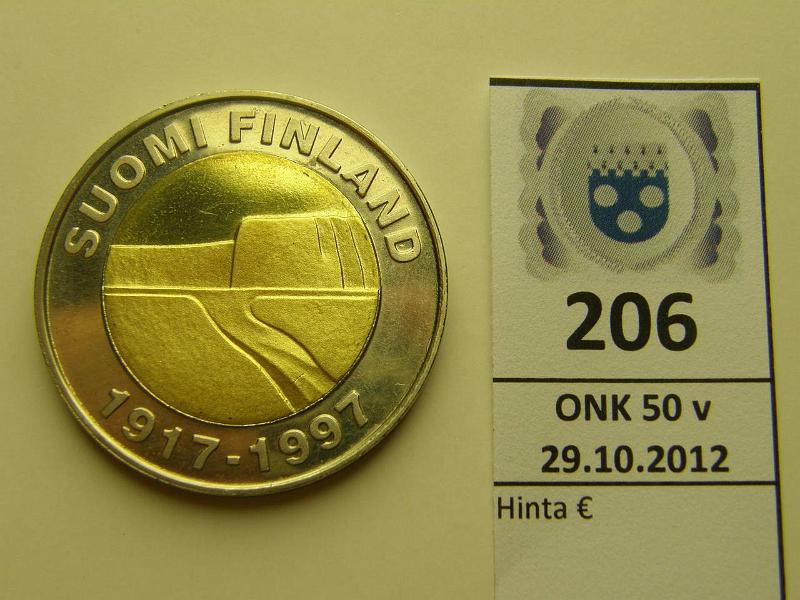 SUOMI FINLAND
1917-1997
206
ONK 50 v
29.10.2012
Hinta €